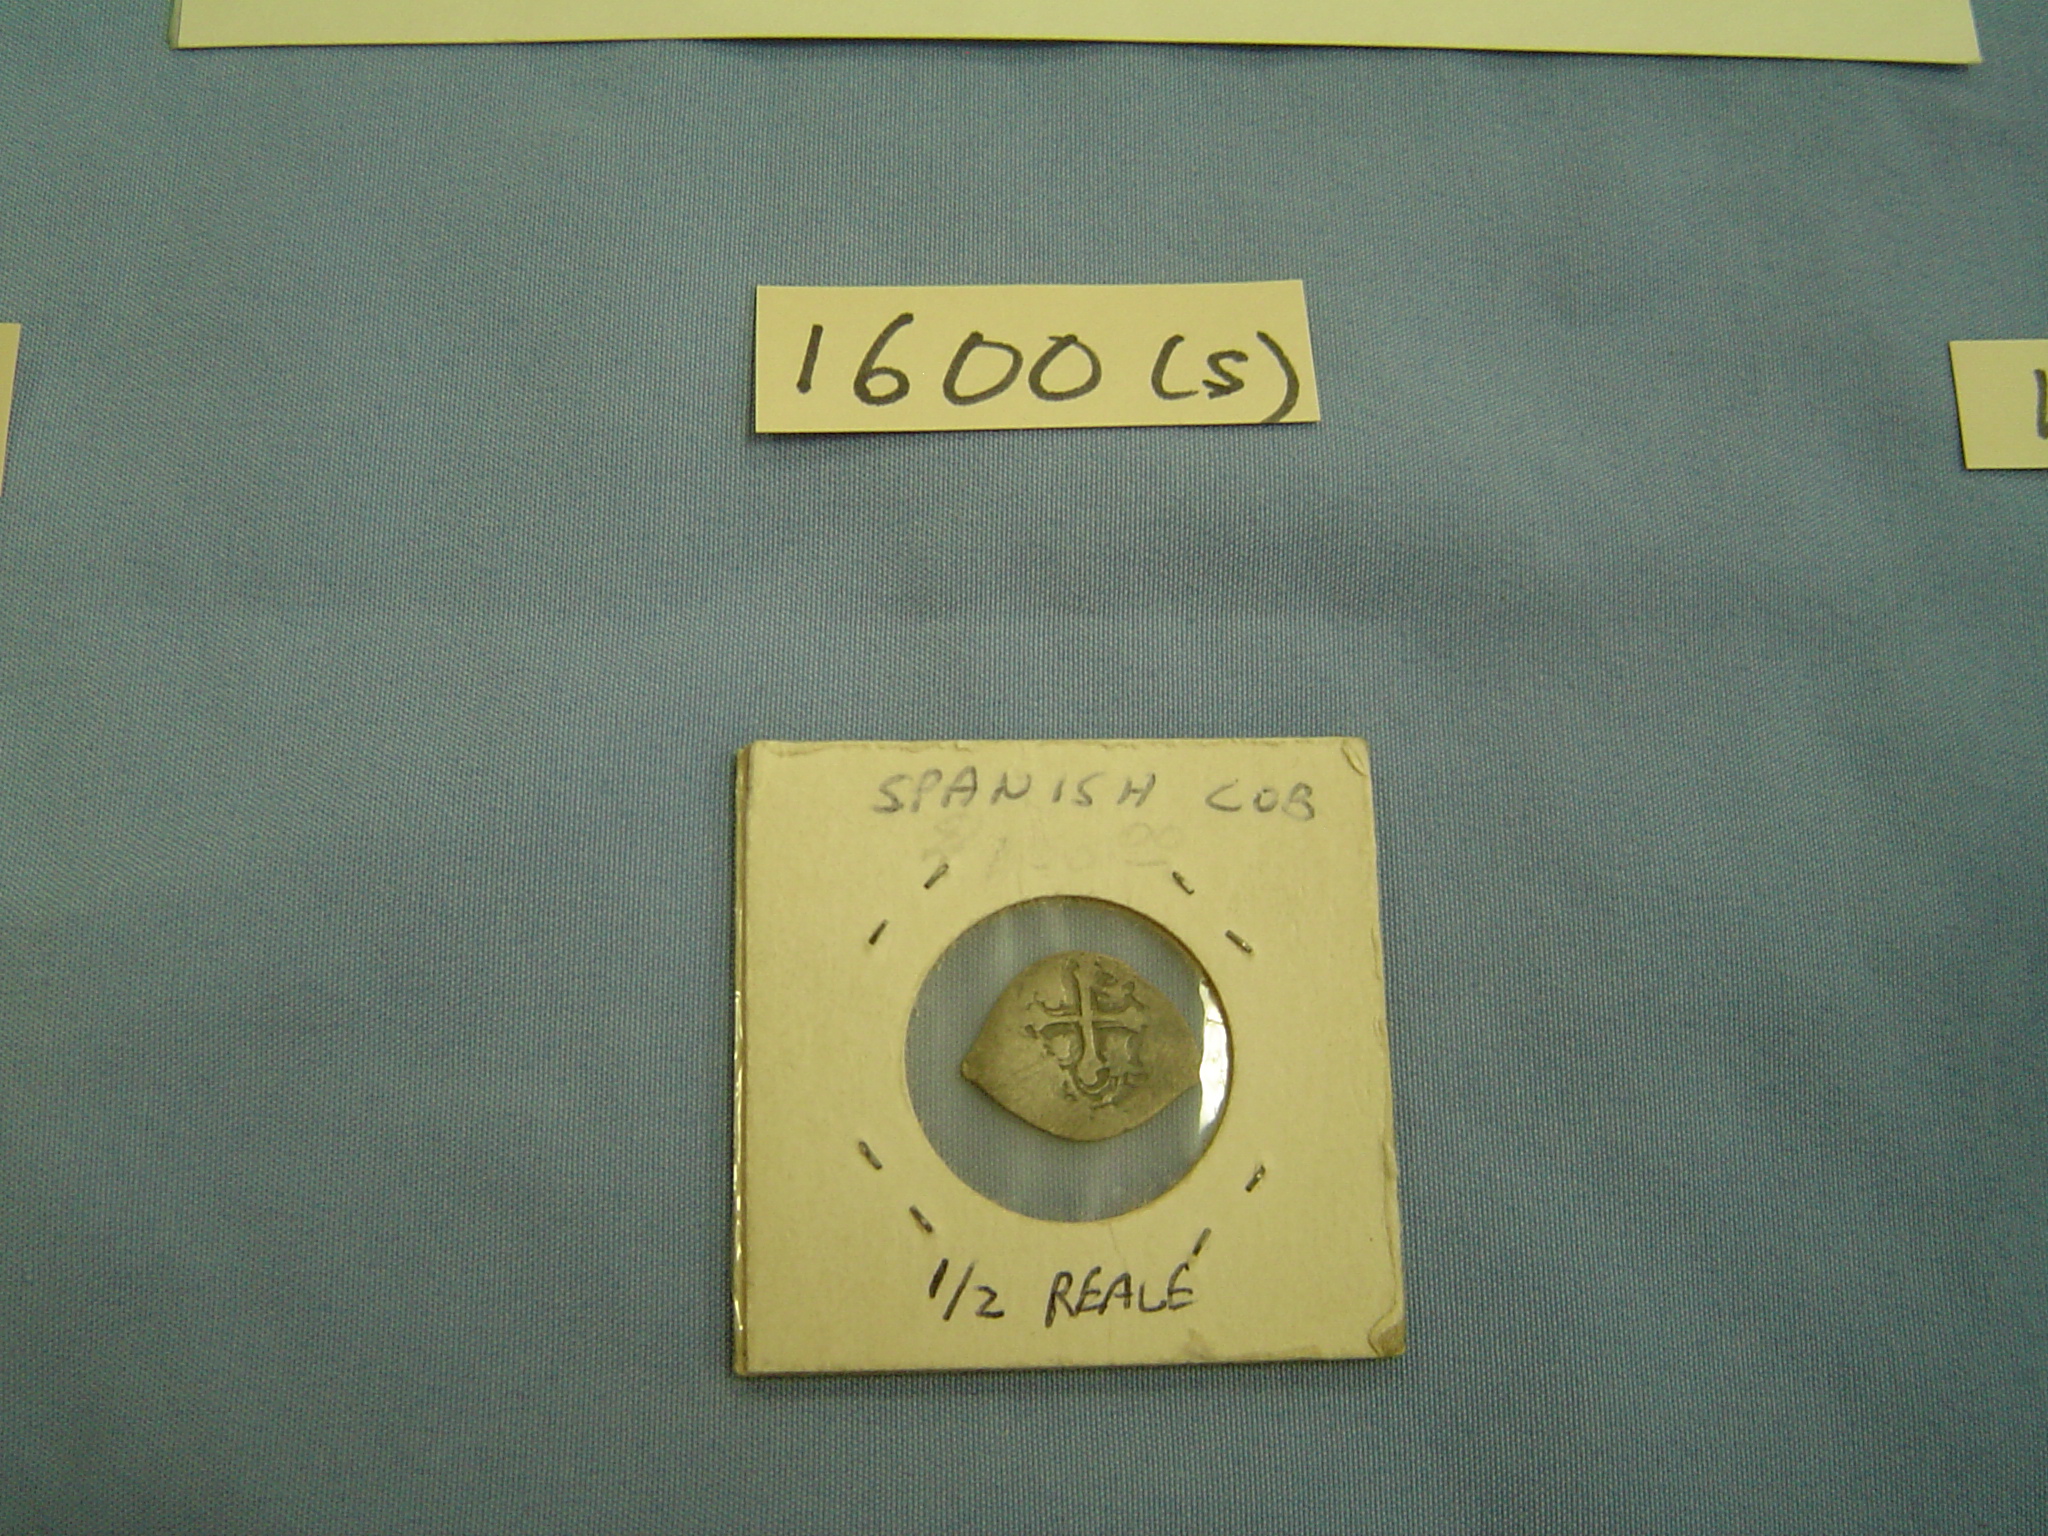 1600 (s)
SPANISH COB
1/2 REALE